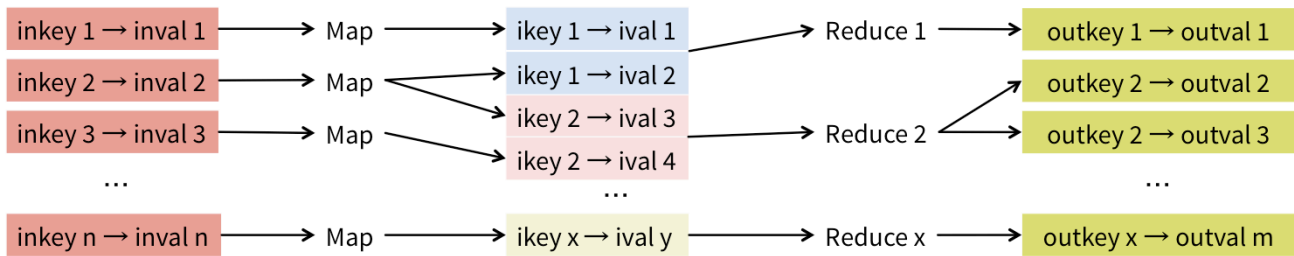 inkey 1 → inval 1 Map ikey 1 → ival 1 Reduce 1 outkey 1 → outval 1
inkey 2 → inval 2 Map ikey 1 → ival 2 outkey 2 → outval 2
ikey 2 → ival 3
inkey 3 → inval 3 Map Reduce 2 outkey 2 → outval 3
ikey 2 → ival 4
... ... ...
inkey n → inval n Map ikey x → ival y Reduce x outkey x → outval m